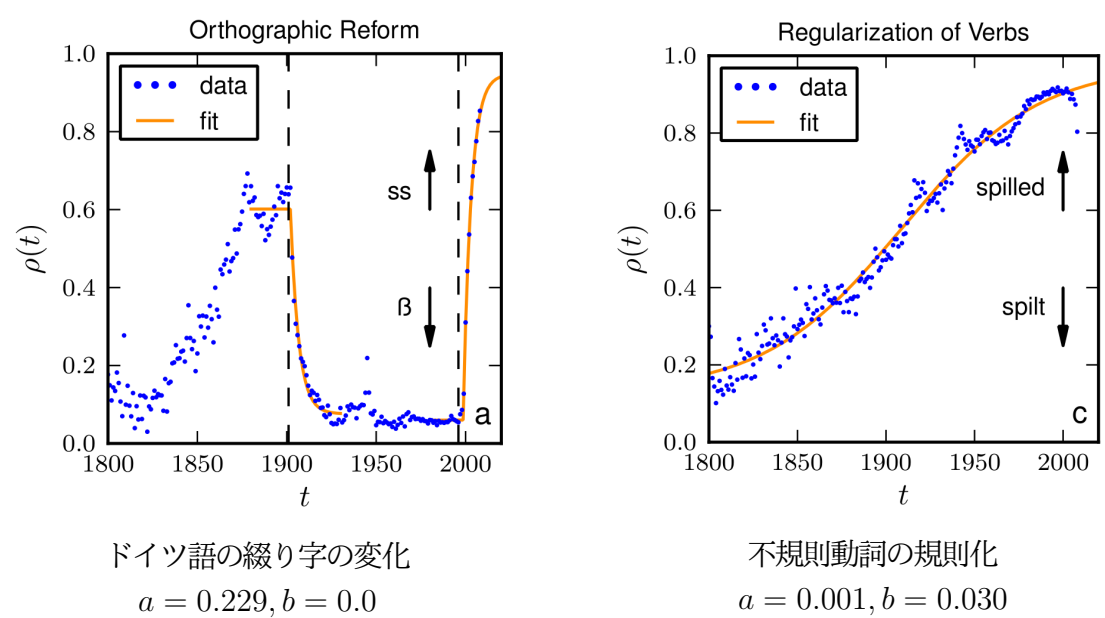 Orthographic Reform
1.0
0.8
0.6
0.4
0.2
0.0
ρ(t)
data
fit
ss
ß
a
1800 1850 1900 1950 2000
t
ドイツ語の綴り字の変化
a = 0.229, b = 0.0
Regularization of Verbs
1.0
0.8
0.6
0.4
0.2
0.0
ρ(t)
data
fit
spilled
spilt
c
1800 1850 1900 1950 2000
t
不規則動詞の規則化
a = 0.001, b = 0.030